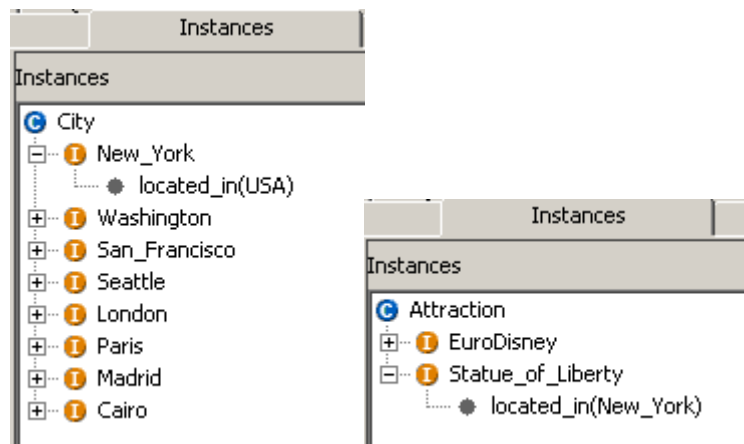 Instances
Instances
C City
I New_York
located_in(USA)
I Washington
I San_Francisco
I Seattle
I London
I Paris
I Madrid
I Cairo
Instances
Instances
C Attraction
I EuroDisney
I Statue_of_Liberty
located_in(New_York)